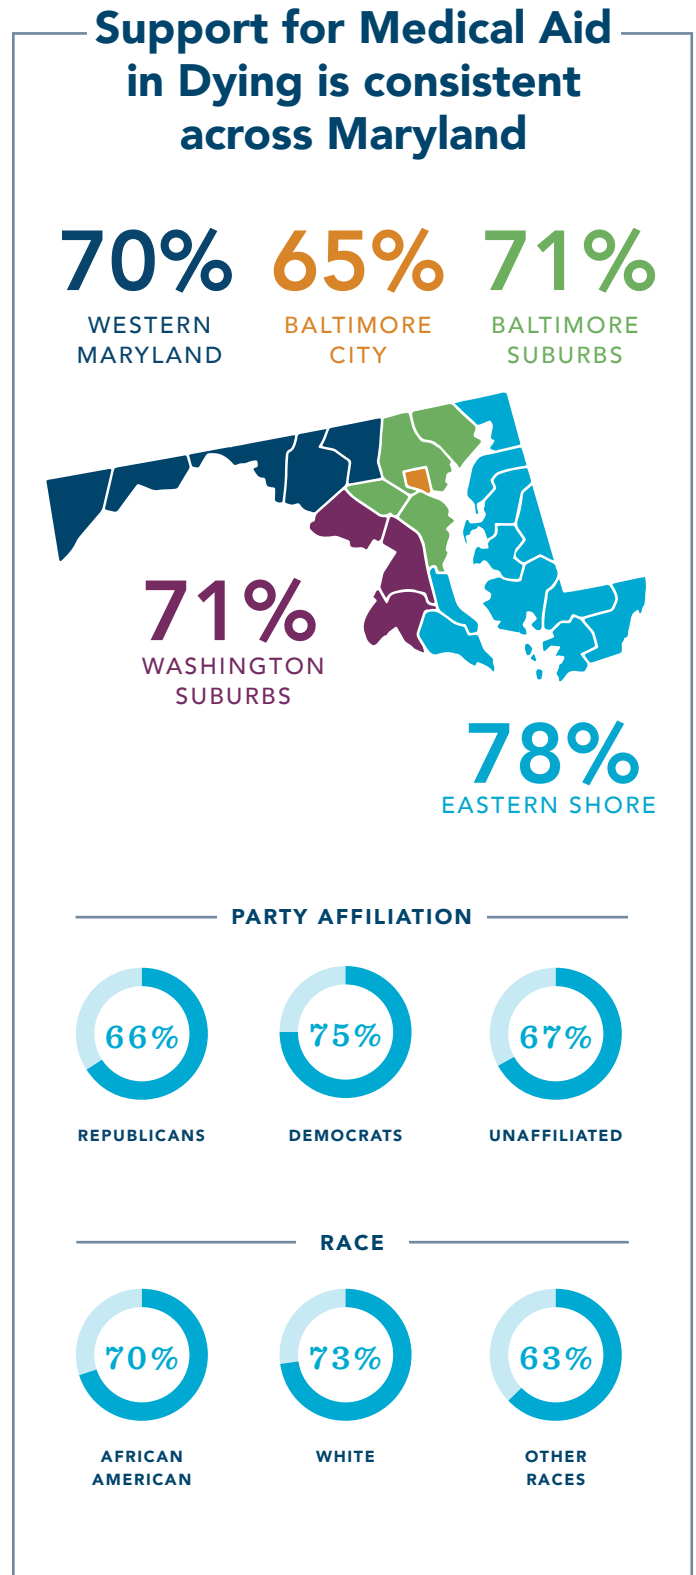 Support for Medical Aid
in Dying is consistent
across Maryland
70%
WESTERN
MARYLAND
65%
BALTIMORE
CITY
71%
BALTIMORE
SUBURBS
71%
WASHINGTON
SUBURBS
78%
EASTERN SHORE
PARTY AFFILIATION
66%
REPUBLICANS
75%
DEMOCRATS
67%
UNAFFILIATED
RACE
70%
AFRICAN
AMERICAN
73%
WHITE
63%
OTHER
RACES